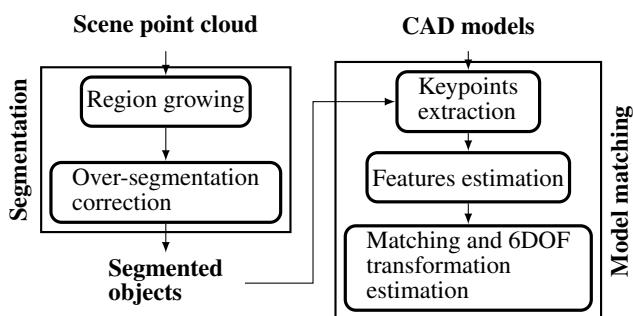 Scene point cloud
Segmentation
Region growing
Over-segmentation
correction
Segmented
objects
CAD models
Keypoints
extraction
Features estimation
Matching and 6DOF
transformation
estimation
Model matching